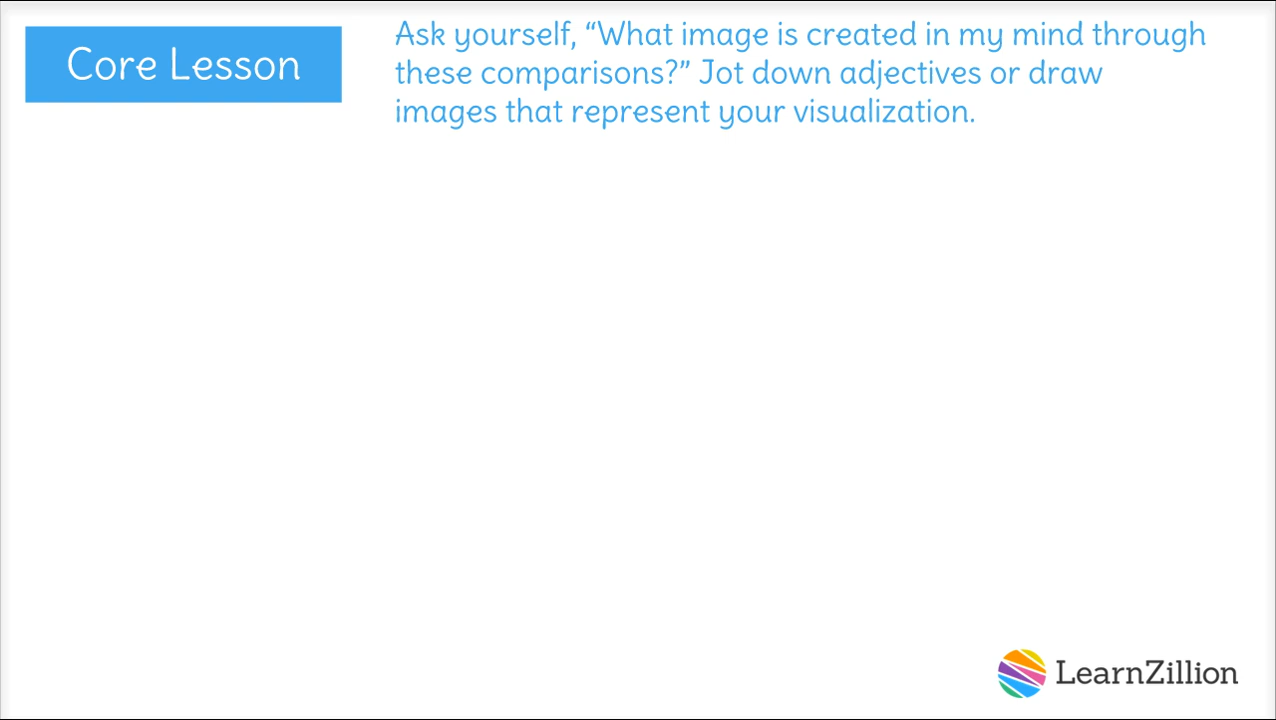 Core Lesson
Ask yourself, “What image is created in my mind through
these comparisons?” Jot down adjectives or draw
images that represent your visualization.
LearnZillion